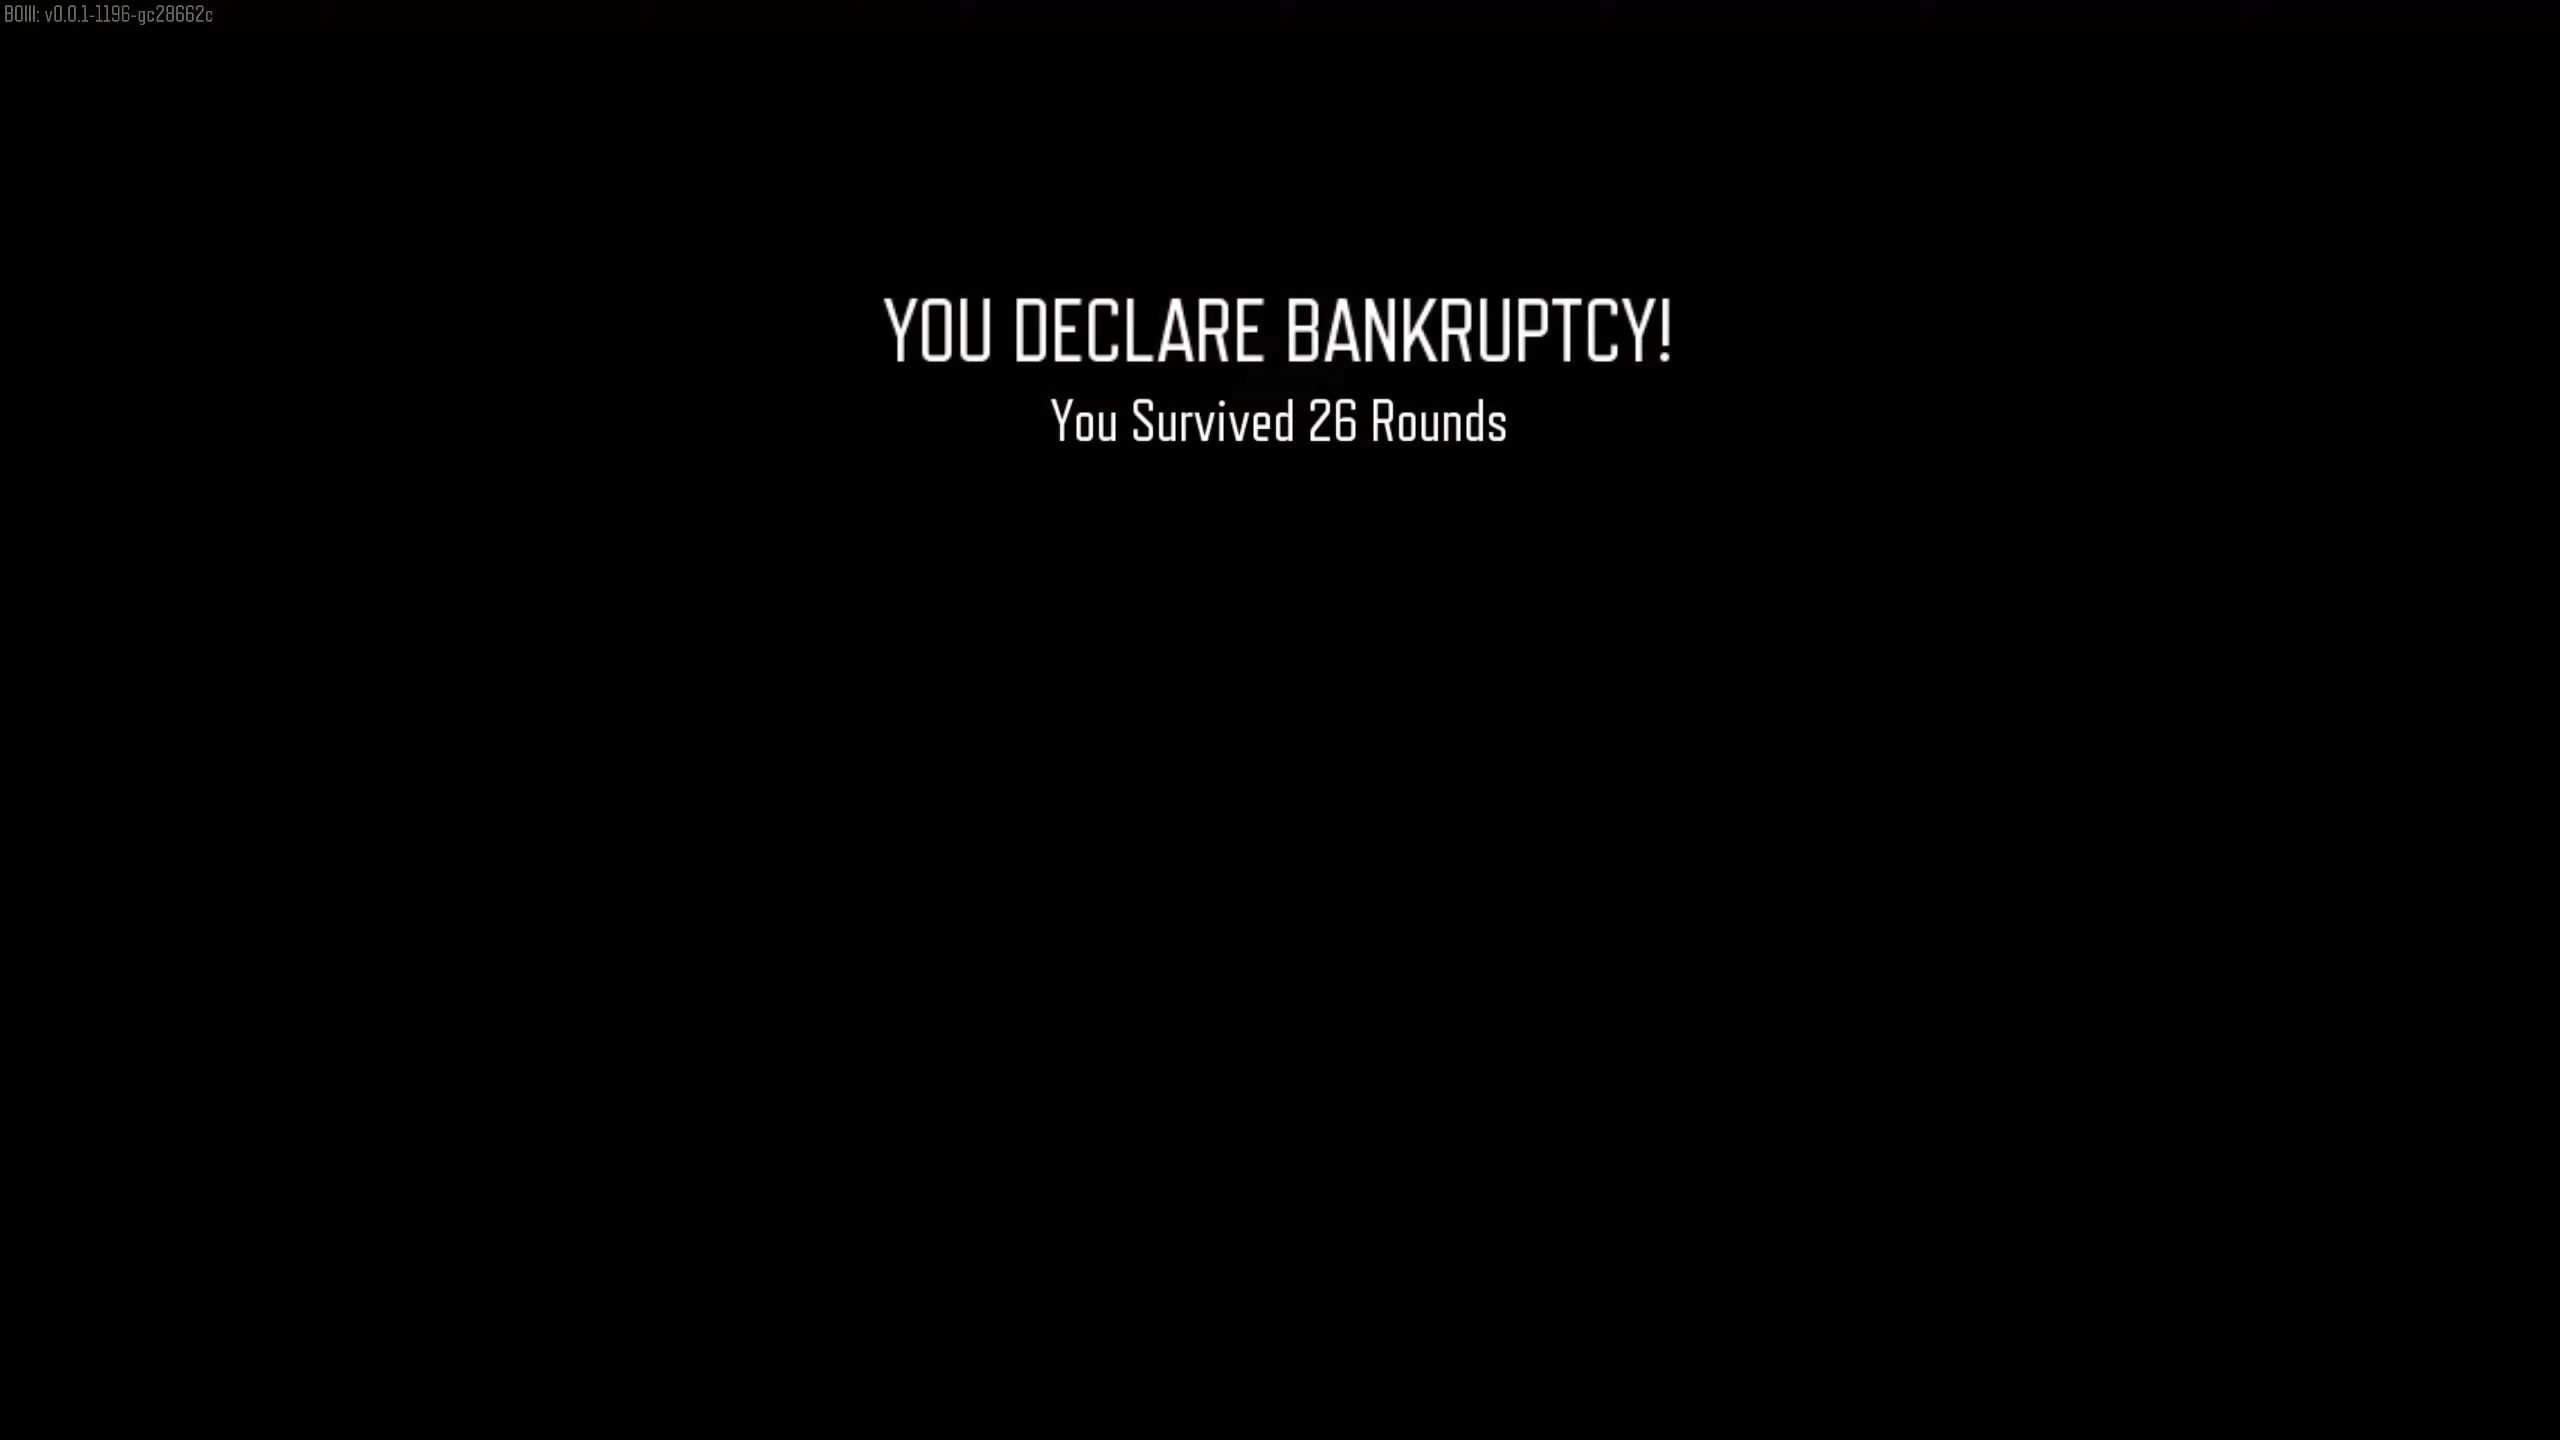 BOIII: v0.0.1-1196-gc28662c
YOU DECLARE BANKRUPTCY!
You Survived 26 Rounds